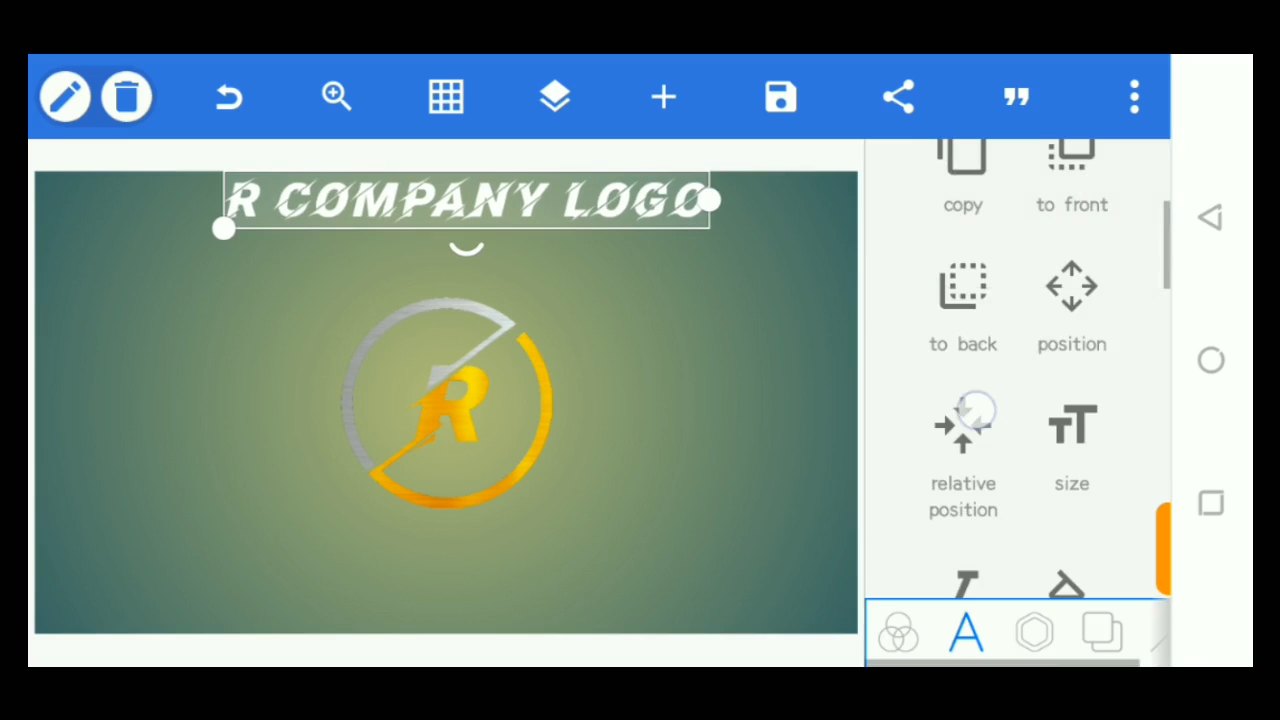 R COMPANY LOGO
R
copy
to front
to back
position
relative
position
size